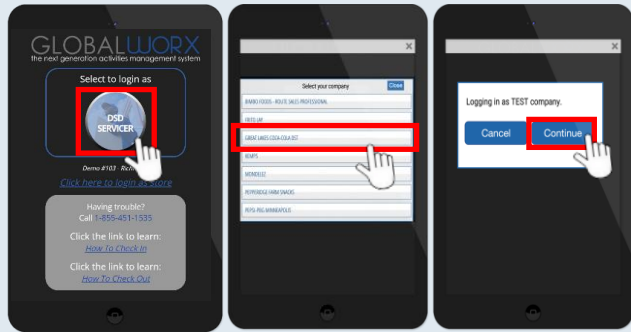 GLOBALWORX
the next generation activities management system
Select to login as
DSD
SERVICER
Demo #103
Click here to login as Store
Having trouble?
Call 1-855-451-1535
Click the link to learn:
How To Check In
Click the link to learn:
How To Check Out
X
Select your company
Close
BIMBO FOODS - ROUTE SALES PROFESSIONAL
FRITO LAY
GREAT LAKES COCA-COLA DIST
KEMPS
MONDELEZ
PEPPERIDGE FARM SNACKS
PEPSI-PBG MINNEAPOLIS
X
Logging in as TEST company.
Cancel
Continue